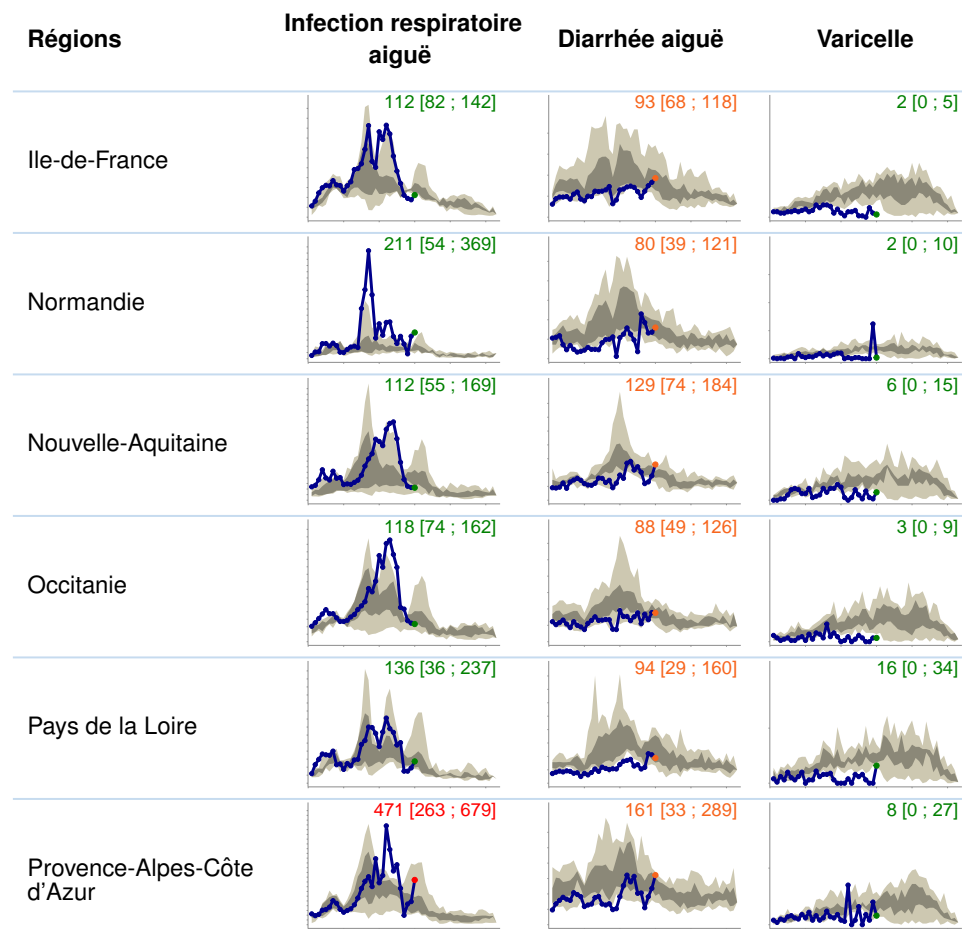 Régions
Infection respiratoire
aiguë
Diarrhée aiguë
Varicelle
Ile-de-France
112 [82 ; 142]
93 [68 ; 118]
2 [0 ; 5]
Normandie
211 [54 ; 369]
80 [39 ; 121]
2 [0 ; 10]
Nouvelle-Aquitaine
112 [55 ; 169]
129 [74 ; 184]
6 [0 ; 15]
Occitanie
118 [74 ; 162]
88 [49 ; 126]
3 [0 ; 9]
Pays de la Loire
136 [36 ; 237]
94 [29 ; 160]
16 [0 ; 34]
Provence-Alpes-Côte
d'Azur
471 [263 ; 679]
161 [33 ; 289]
8 [0 ; 27]